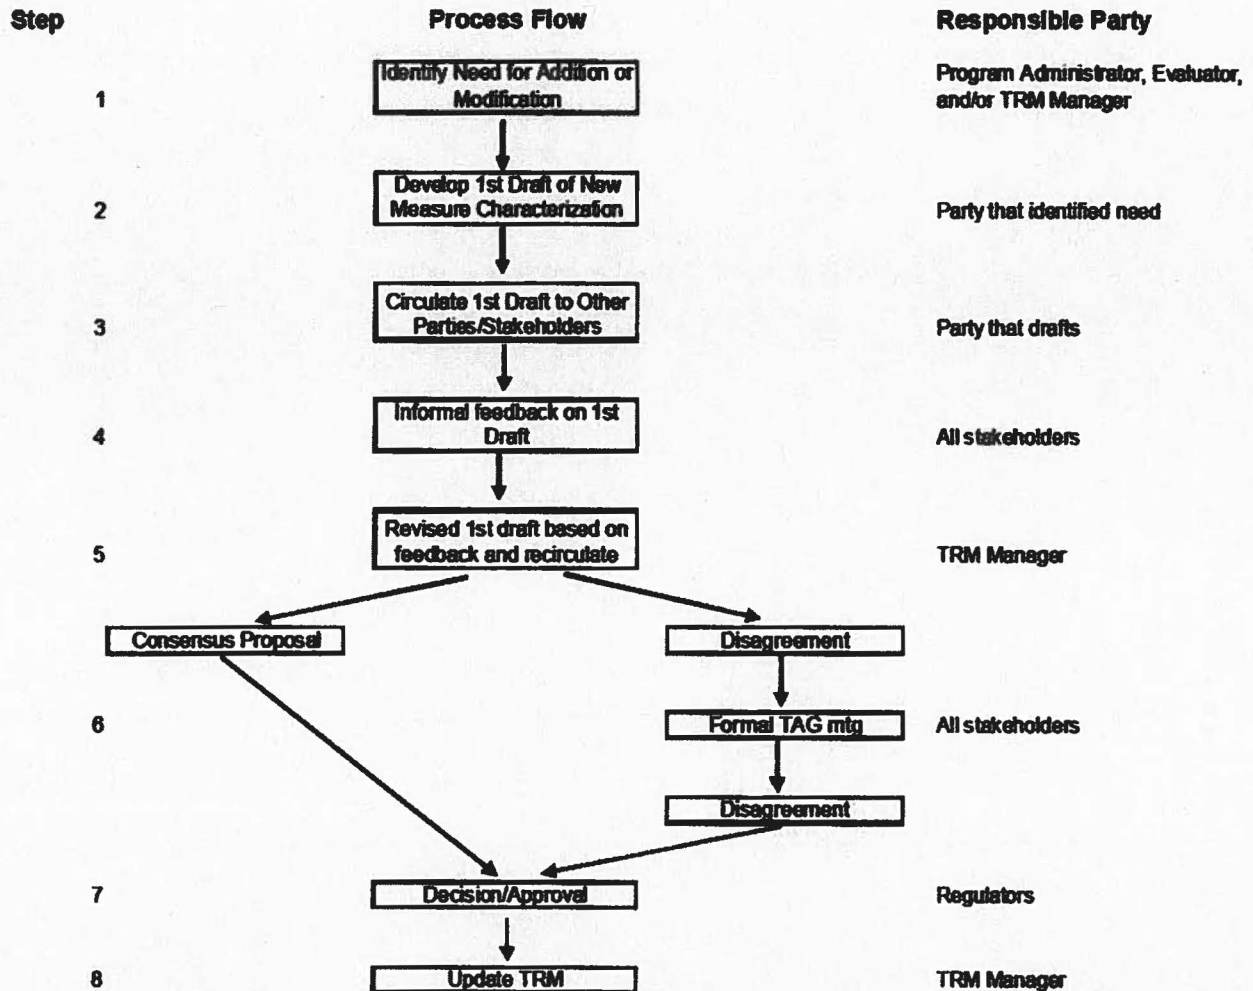 Step Process Flow Responsible Party
Identify Need for Addition or
Modification
1
Program Administrator, Evaluator,
and/or TRM Manager
Develop 1st Draft of New
Measure Characterization
2
Party that identified need
Circulate 1st Draft to Other
Parties/Stakeholders
3
Party that drafts
Informal feedback on 1st
Draft
4
All stakeholders
Revised 1st draft based on
feedback and recirculate
5
TRM Manager
Consensus Proposal
Disagreement
6
Formal TAG mtg
All stakeholders
Disagreement
7
Decision/Approval
Regulators
8
Update TRM
TRM Manager